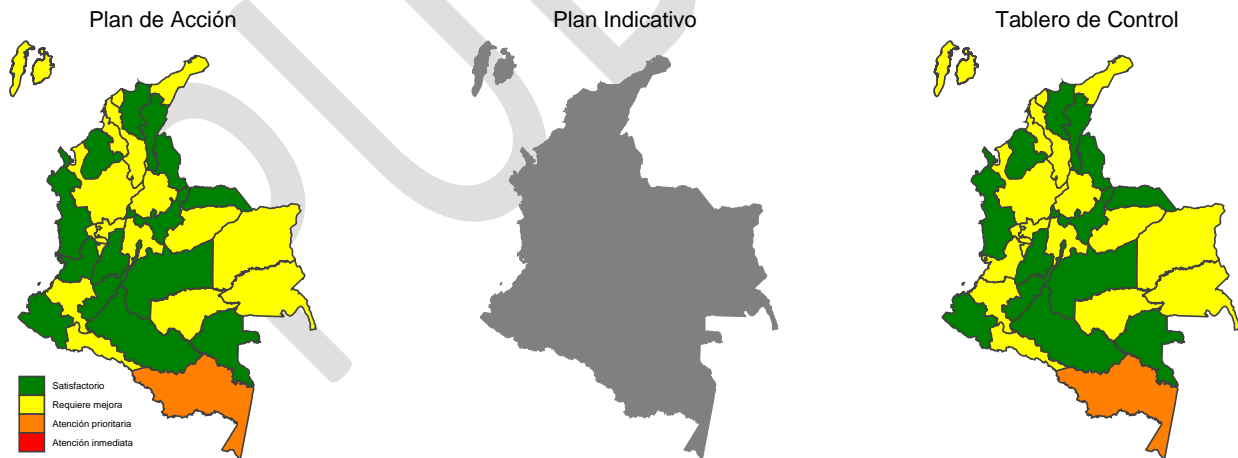 Plan de Acción
Plan Indicativo
Tablero de Control
Satisfactorio
Requiere mejora
Atención prioritaria
Atención inmediata